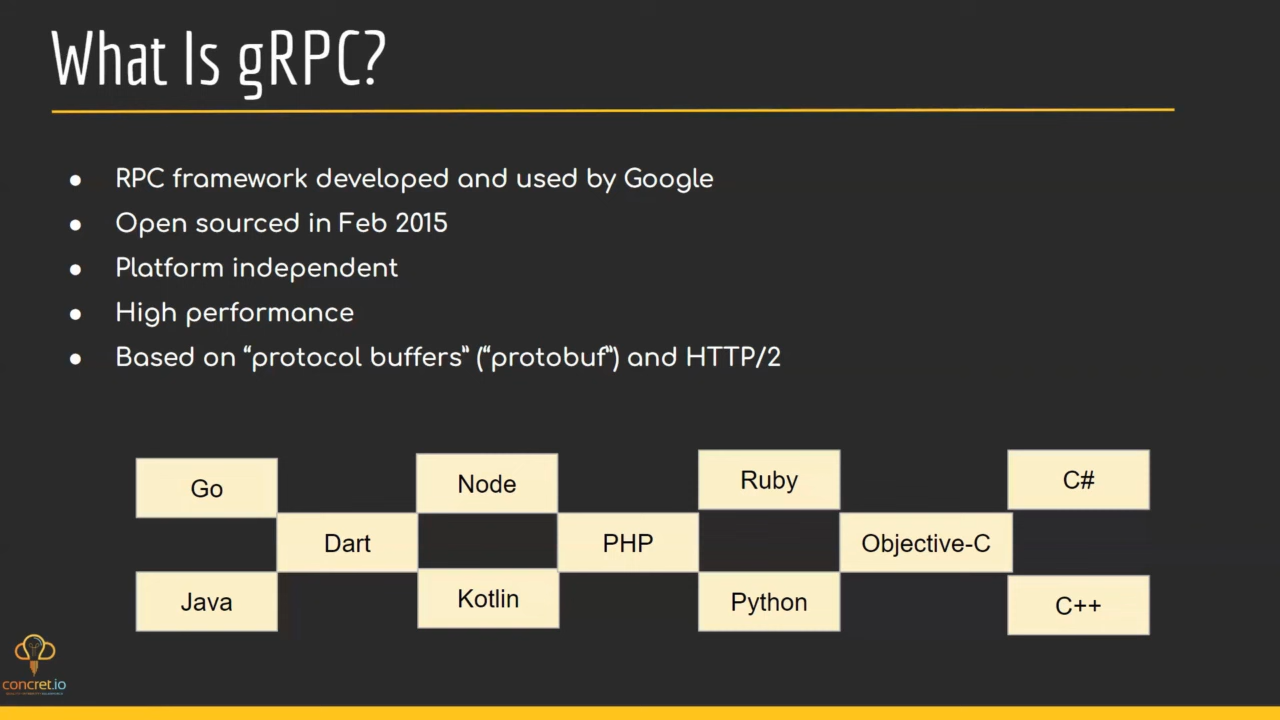 What Is gRPC?
● RPC framework developed and used by Google
● Open sourced in Feb 2015
● Platform independent
● High performance
● Based on “protocol buffers” (“protobuf”) and HTTP/2
Go
Node
Ruby
C#
Dart
PHP
Objective-C
Java
Kotlin
Python
C++
concret.io